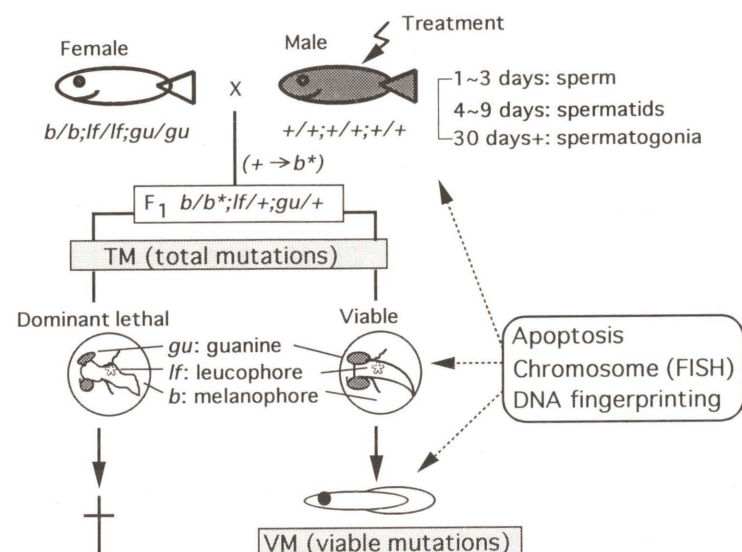 Treatment
Female
Male
X
1~3 days: sperm
4~9 days: spermatids
30 days+: spermatogonia
b/b;lf/lf;gu/gu
+/+;+/+;+/+
(+ →b*)
F1 b/b*;lf/+;gu/+
TM (total mutations)
Dominant lethal
Viable
gu: guanine
lf: leucophore
b: melanophore
Apoptosis
Chromosome (FISH)
DNA fingerprinting
VM (viable mutations)